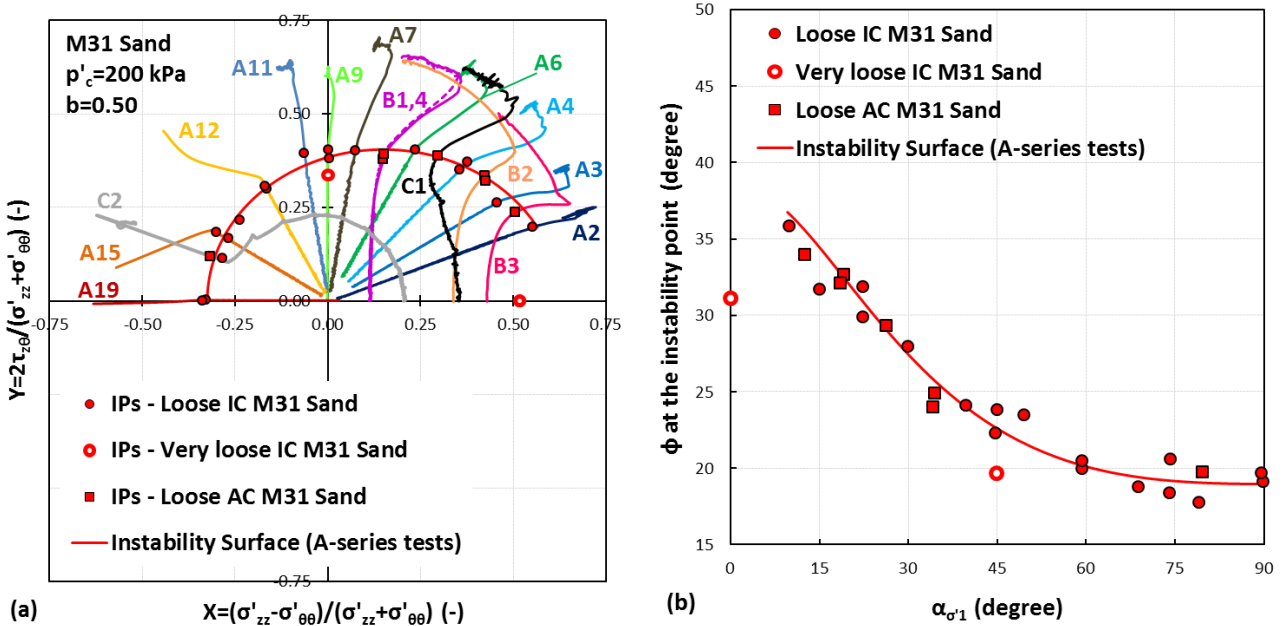 0.75
M31 Sand
p'c=200 kPa
b=0.50
A11
A9
A7
A6
A12
0.50
B1,4
A4
B2
A3
C2
0.25
C1
A2
A15
B3
A19
0.00
-0.75 -0.50 -0.25 0.00 0.25 0.50 0.75
-0.75
Y=2τzθ/(σ'zz+σ'θθ) (-)
IPs - Loose IC M31 Sand
IPs - Very loose IC M31 Sand
IPs - Loose AC M31 Sand
Instability Surface (A-series tests)
(a) X=(σ'zz-σ'θθ)/(σ'zz+σ'θθ) (-)
50
45
40
35
30
25
20
15
0 15 30 45 60 75 90
ϕ at the instability point (degree)
Loose IC M31 Sand
Very loose IC M31 Sand
Loose AC M31 Sand
Instability Surface (A-series tests)
(b) ασ'1 (degree)